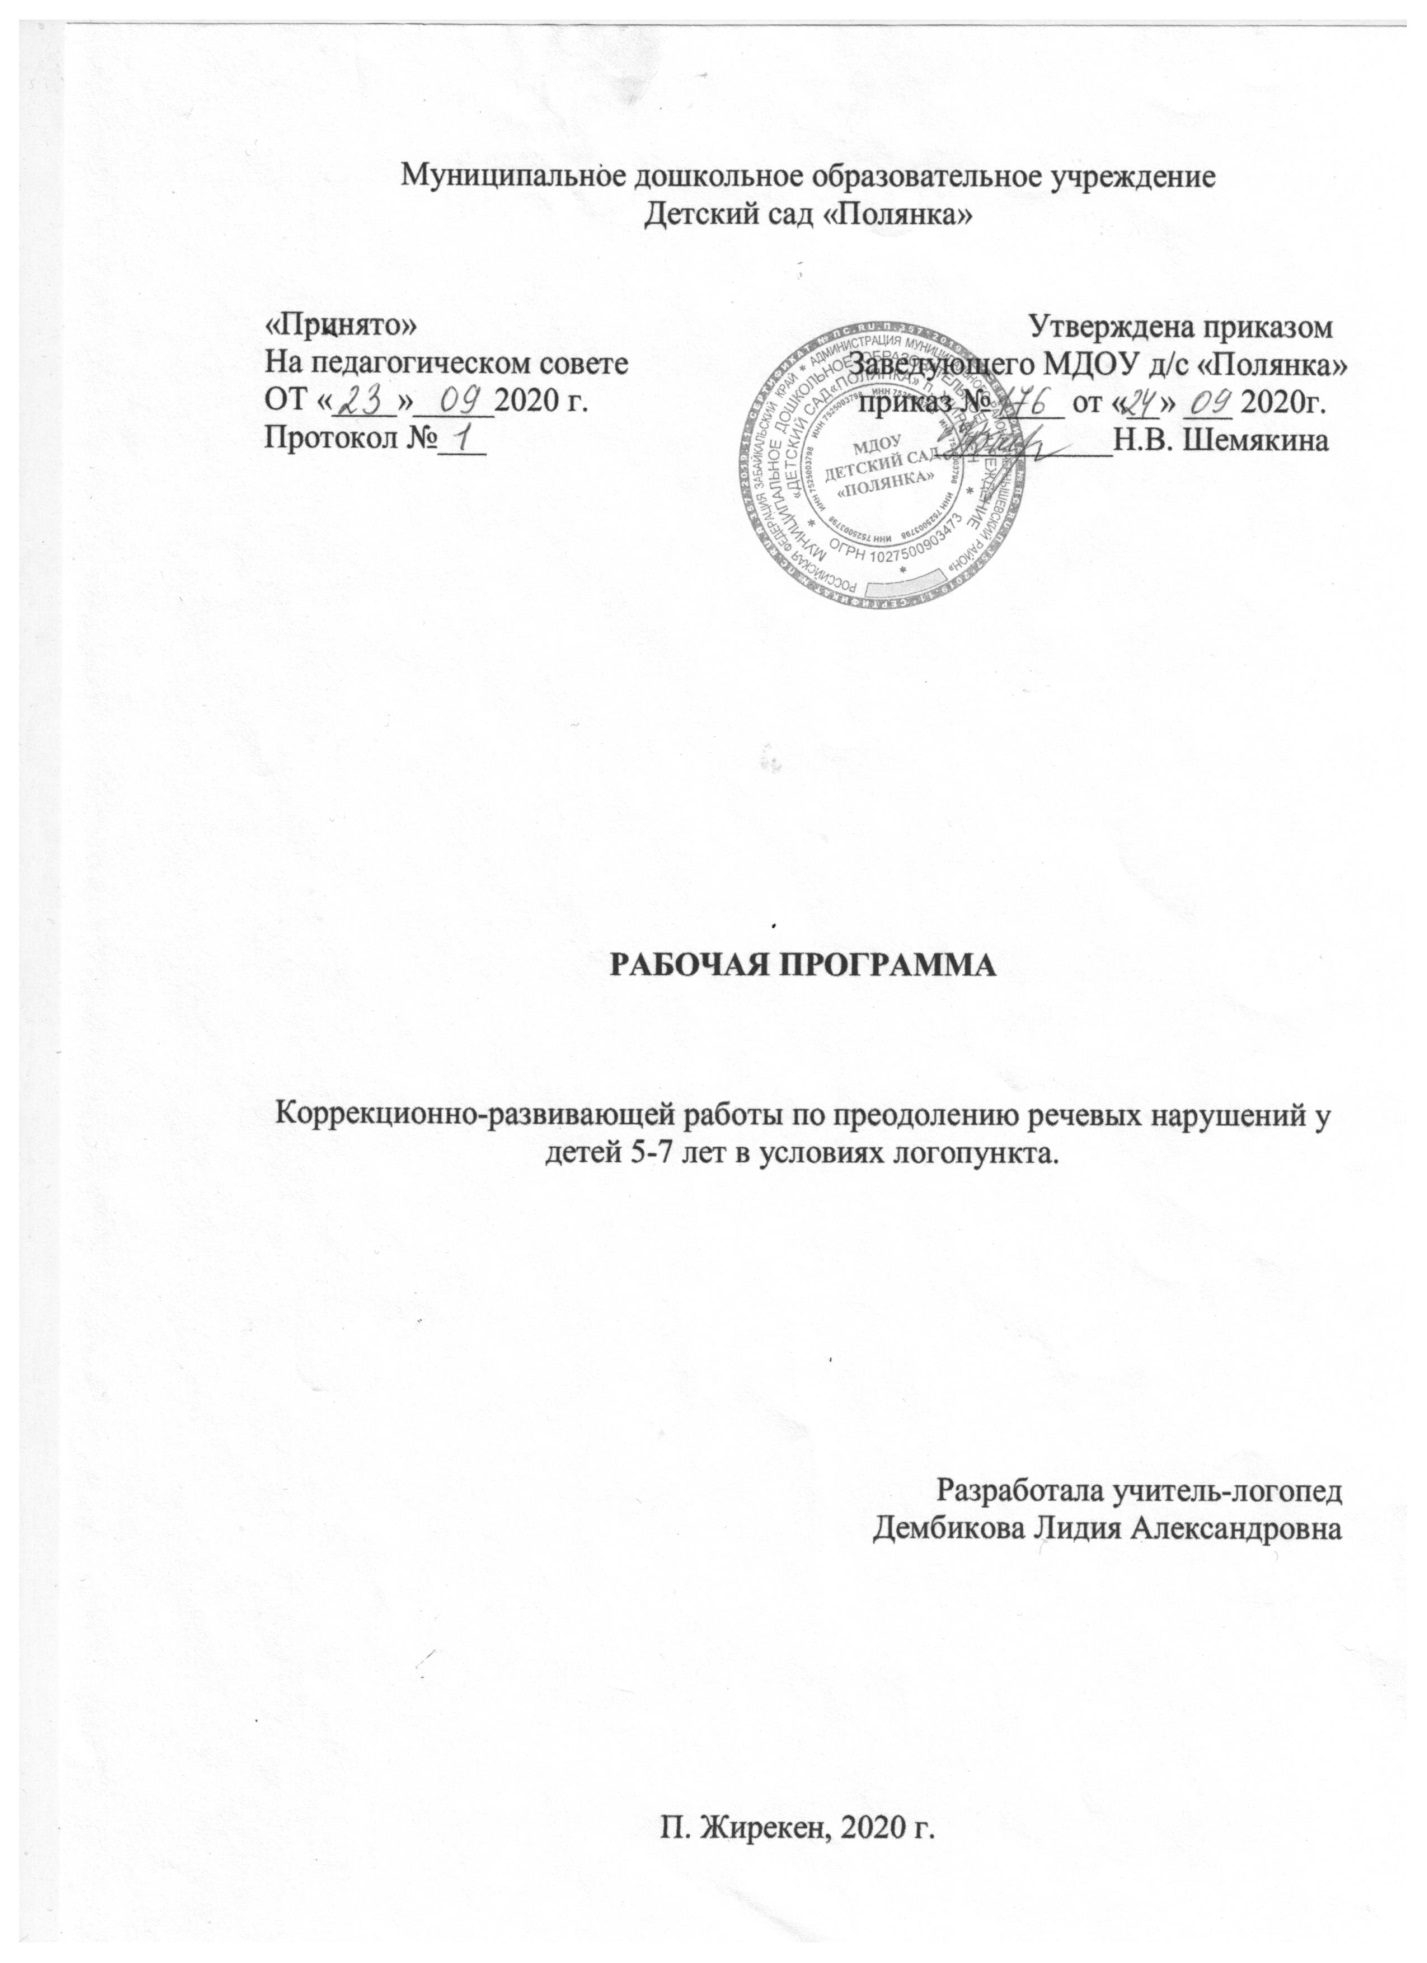 Муниципальное дошкольное образовательное учреждение
Детский сад «Полянка»
«Принято»
На педагогическом совете
ОТ «23» 09 2020 г.
Протокол № 1
Утверждена приказом
Заведующего МДОУ д/с «Полянка»
приказ № 176 от «24» 09 2020г.
Н.В. Шемякина
МДОУ
ДЕТСКИЙ САД
«ПОЛЯНКА»
ОГРН 1027500903473
РАБОЧАЯ ПРОГРАММА
Коррекционно-развивающей работы по преодолению речевых нарушений у
детей 5-7 лет в условиях логопункта.
Разработала учитель-логопед
Дембикова Лидия Александровна
П. Жирекен, 2020 г.